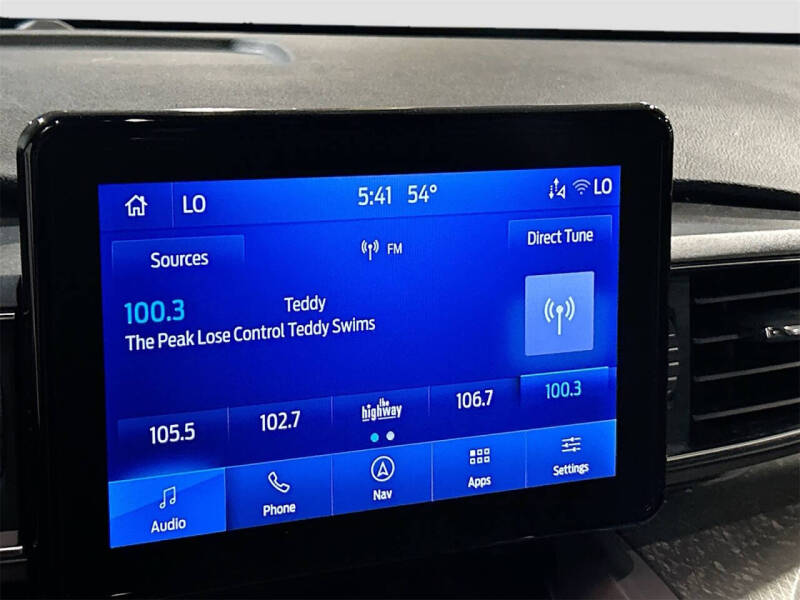 LO 5:41 54° LO
Sources FM Direct Tune
100.3 Teddy
The Peak Lose Control Teddy Swims
105.5 102.7 the highway 106.7 100.3
Audio Phone Nav Apps Settings